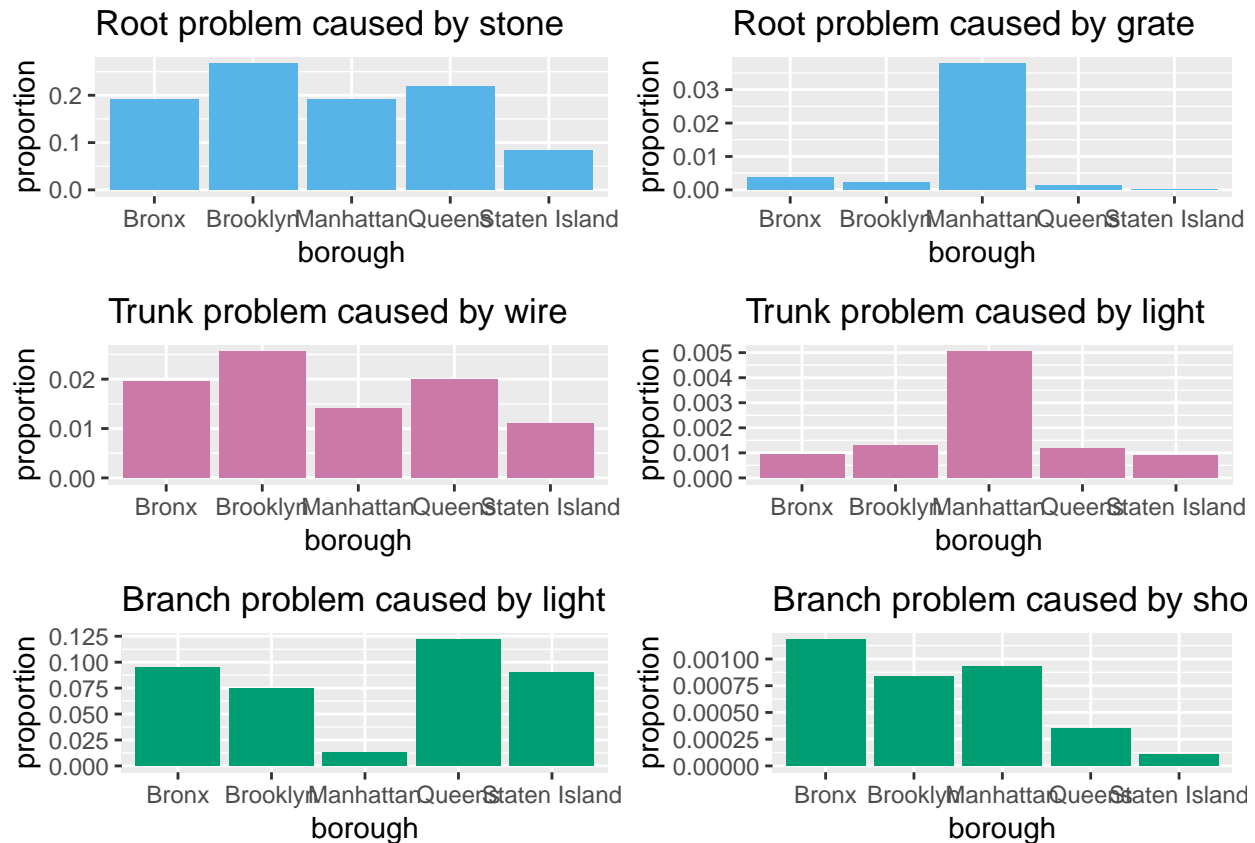 Root problem caused by stone
proportion
0.2
0.1
0.0
Bronx Brooklyn Manhattan Queens Staten Island
borough
Root problem caused by grate
proportion
0.03
0.02
0.01
0.00
Bronx Brooklyn Manhattan Queens Staten Island
borough
Trunk problem caused by wire
proportion
0.02
0.01
0.00
Bronx Brooklyn Manhattan Queens Staten Island
borough
Trunk problem caused by light
proportion
0.005
0.004
0.003
0.002
0.001
0.000
Bronx Brooklyn Manhattan Queens Staten Island
borough
Branch problem caused by light
proportion
0.125
0.100
0.075
0.050
0.025
0.000
Bronx Brooklyn Manhattan Queens Staten Island
borough
Branch problem caused by sho
proportion
0.00100
0.00075
0.00050
0.00025
0.00000
Bronx Brooklyn Manhattan Queens Staten Island
borough